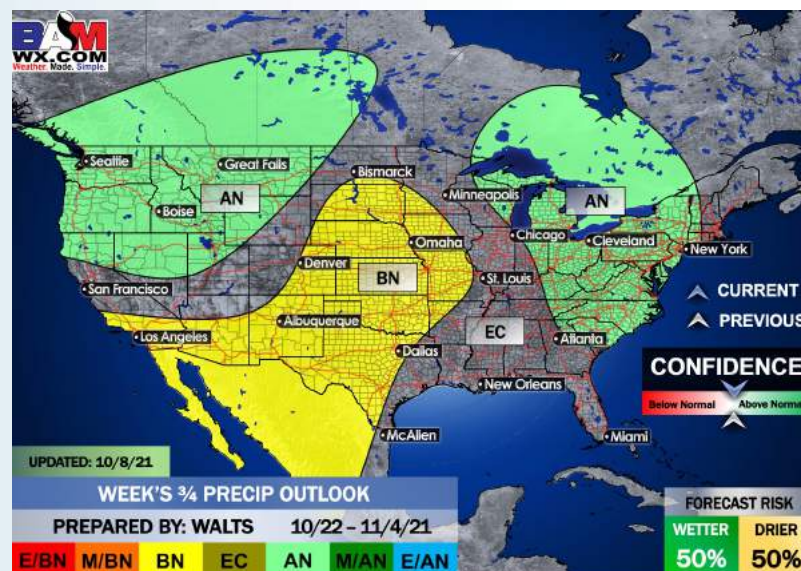 BAM
WX.COM
Weather. Made. Simple.
Seattle
Great Falls
Bismarck
AN
Boise
Minneapolis
AN
Omaha
Chicago
Cleveland
New York
San Francisco
Denver
BN
St. Louis
CURRENT
PREVIOUS
Los Angeles
Albuquerque
EC
Atlanta
Dallas
CONFIDENCE
Below Normal
Above Norma
New Orleans
McAllen
Miami
UPDATED: 10/8/21
WEEK'S ¾ PRECIP OUTLOOK
PREPARED BY: WALTS 10/22 – 11/4/21
E/BN M/BN BN EC AN M/AN E/AN
FORECAST RISK
WETTER DRIER
50% 50%